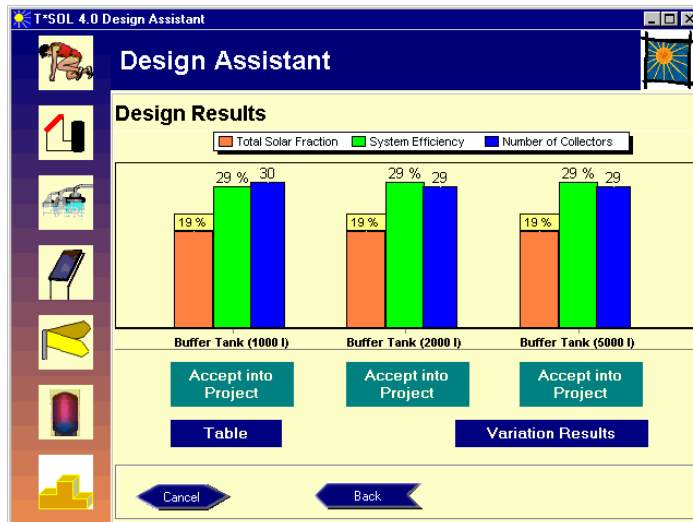 T*SOL 4.0 Design Assistant
Design Assistant
Design Results
Total Solar Fraction System Efficiency Number of Collectors
19 % 29 % 30 19 % 29 % 29 19 % 29 % 29
Buffer Tank (1000 l) Buffer Tank (2000 l) Buffer Tank (5000 l)
Accept into Project Accept into Project Accept into Project
Table Variation Results
Cancel Back